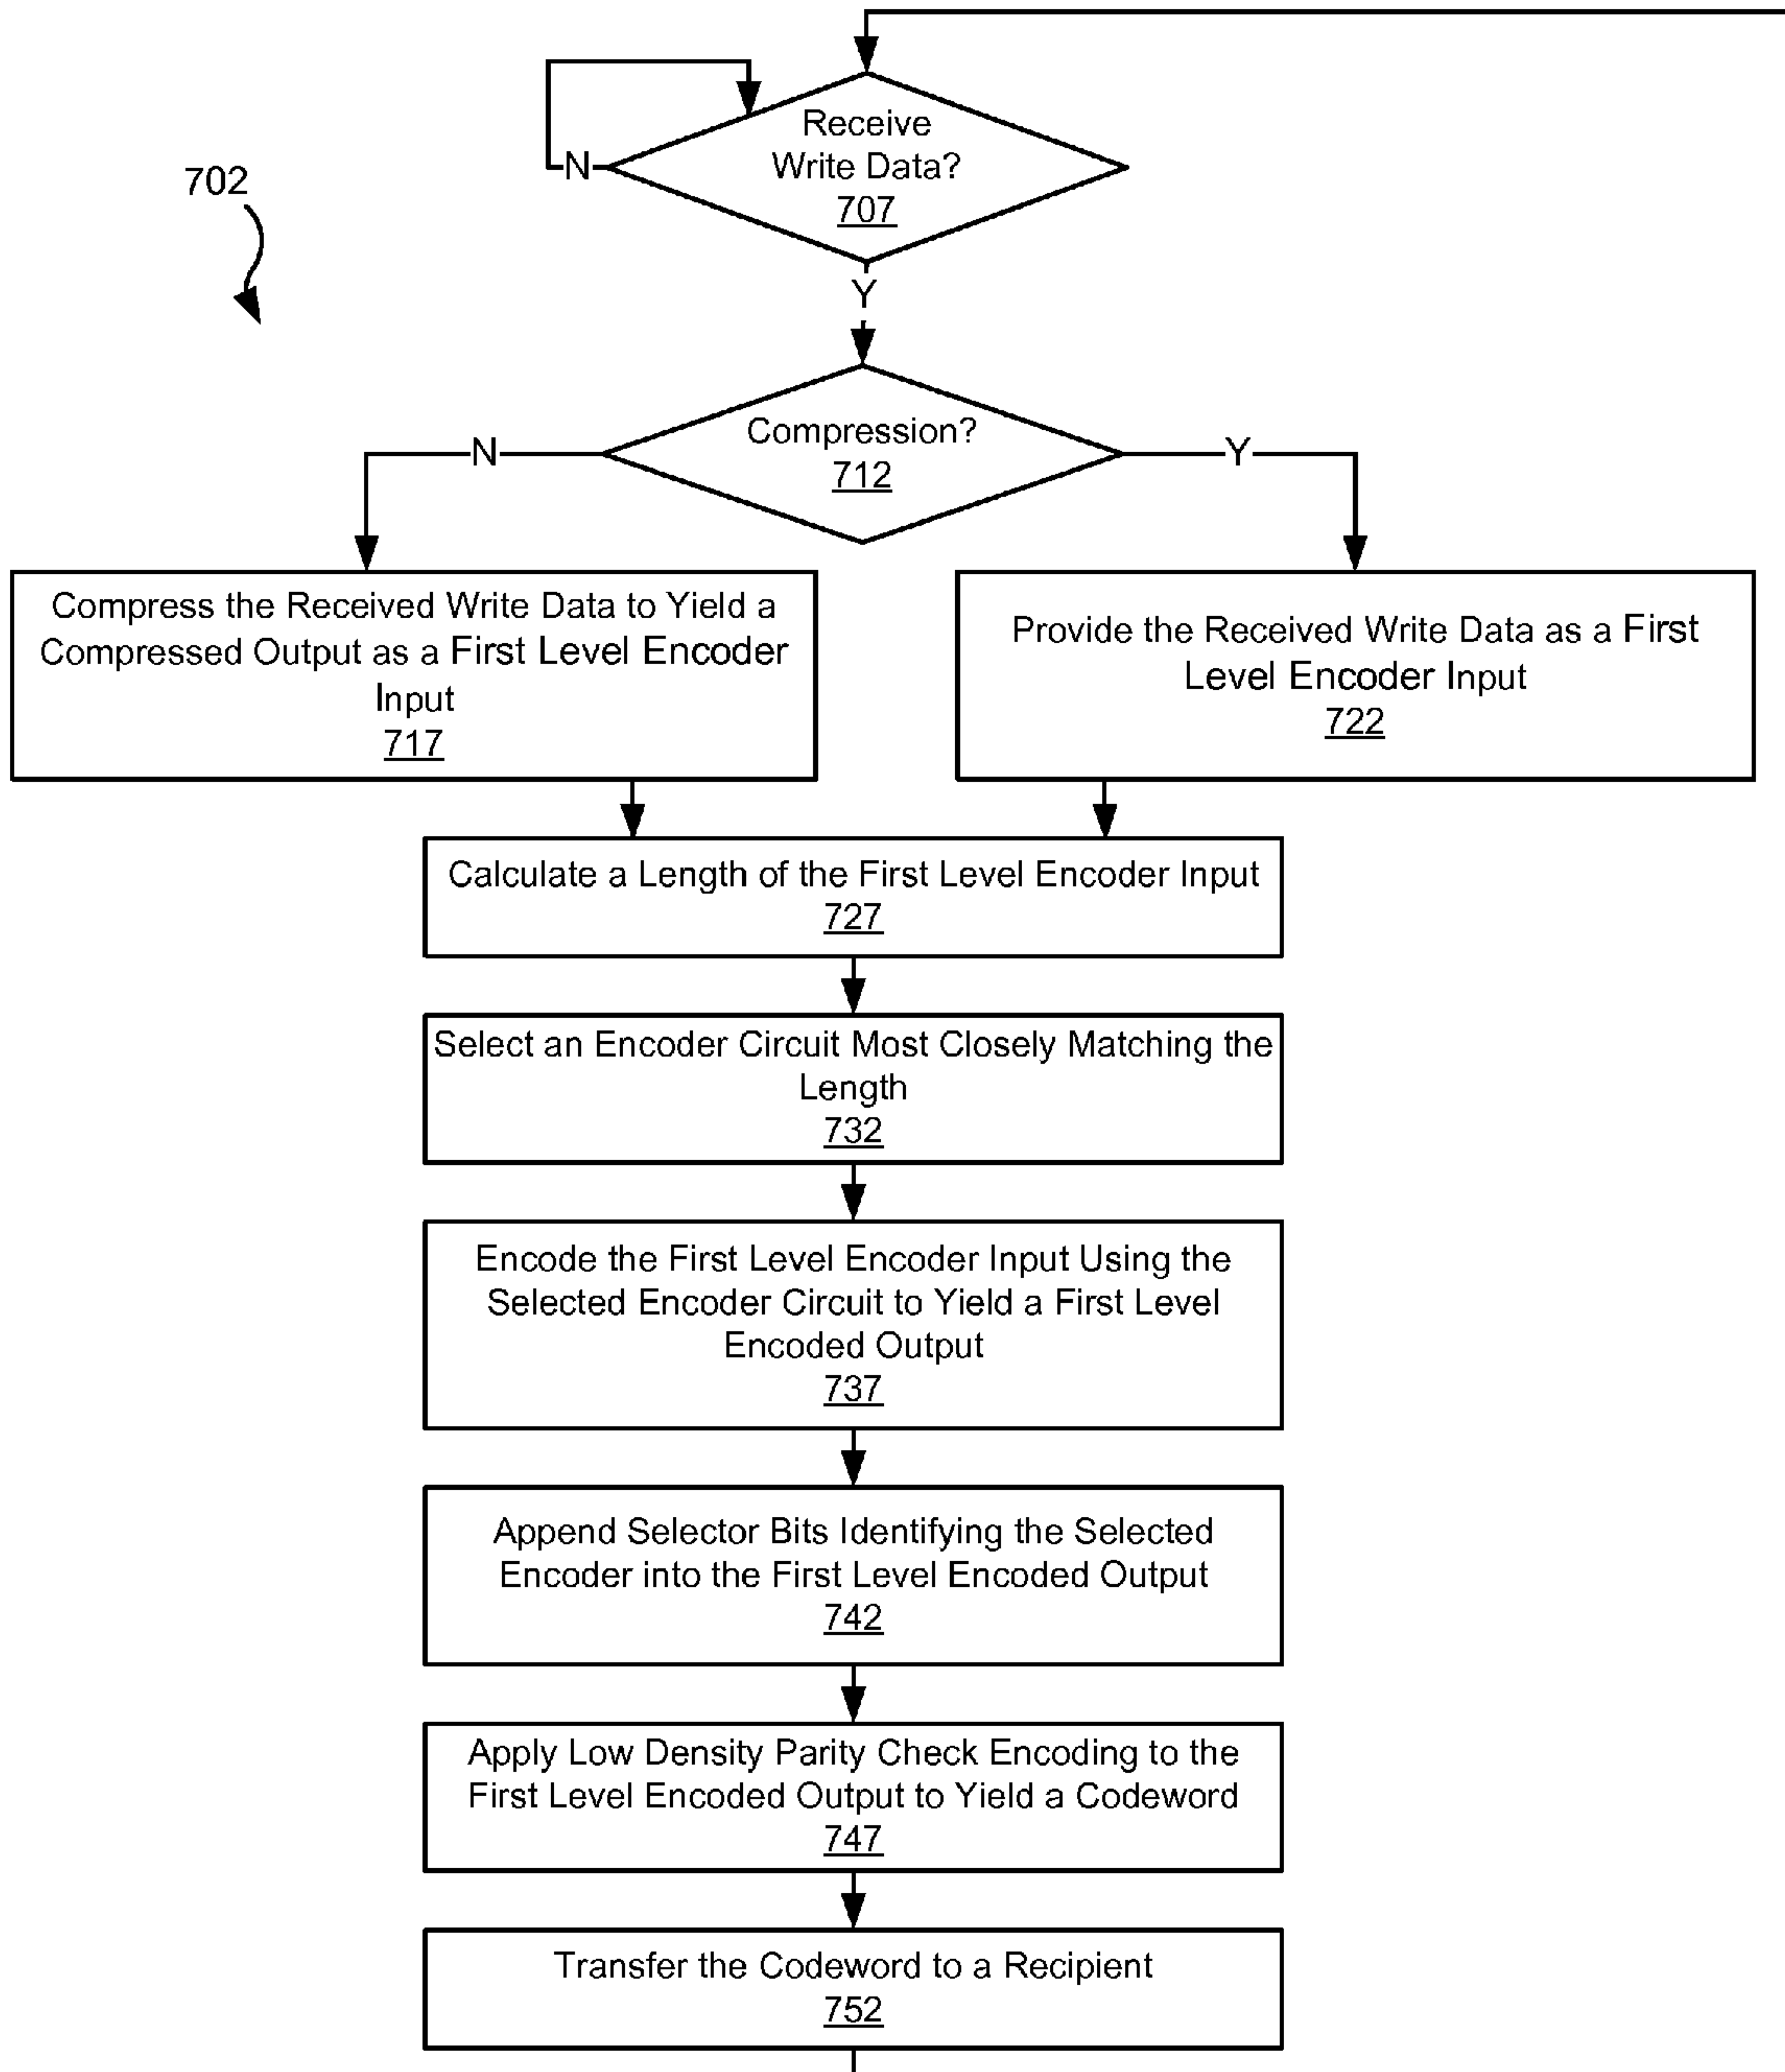 702
Receive
Write Data?
707
N
Y
Compression?
712
N
Y
Compress the Received Write Data to Yield a
Compressed Output as a First Level Encoder
Input
717
Provide the Received Write Data as a First
Level Encoder Input
722
Calculate a Length of the First Level Encoder Input
727
Select an Encoder Circuit Most Closely Matching the
Length
732
Encode the First Level Encoder Input Using the
Selected Encoder Circuit to Yield a First Level
Encoded Output
737
Append Selector Bits Identifying the Selected
Encoder into the First Level Encoded Output
742
Apply Low Density Parity Check Encoding to the
First Level Encoded Output to Yield a Codeword
747
Transfer the Codeword to a Recipient
752